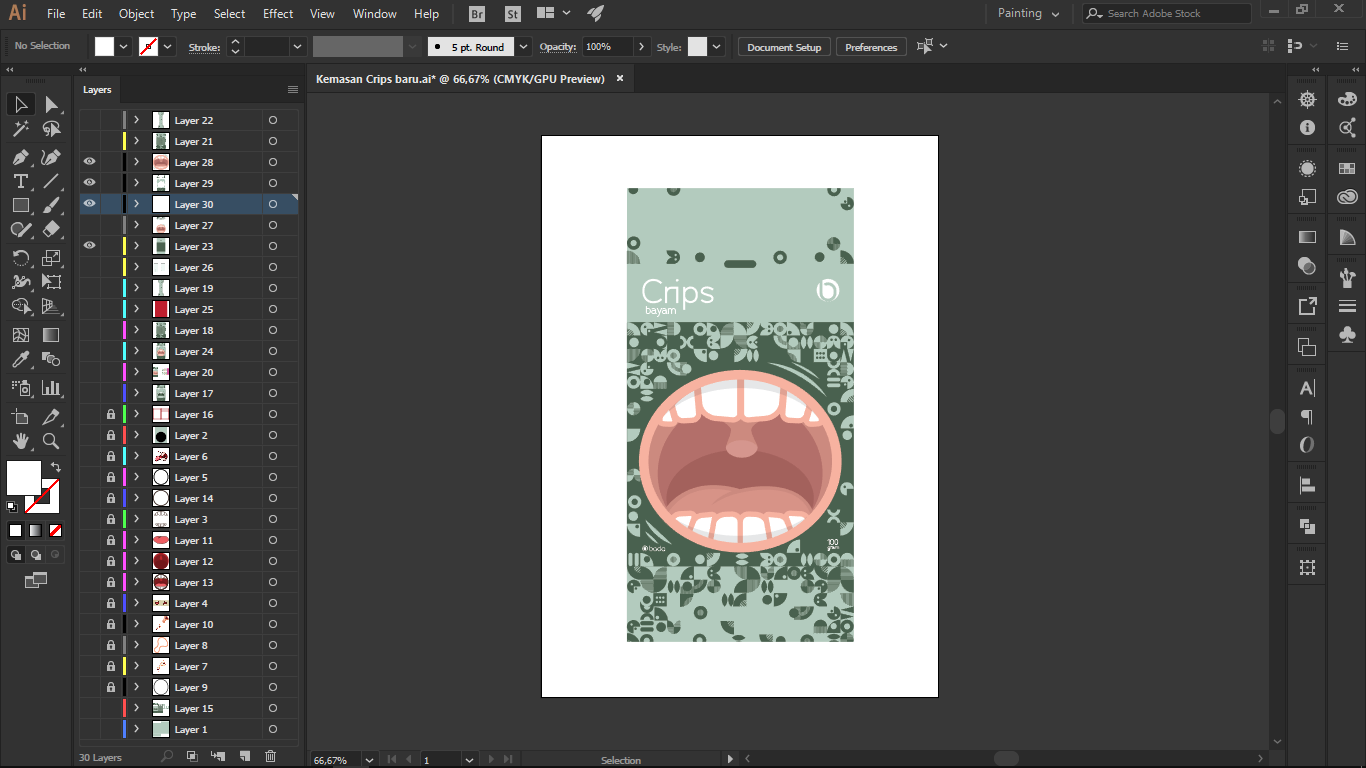 Ai File Edit Object Type Select Effect View Window Help Br St Painting Search Adobe Stock
No Selection Stroke: 5 pt. Round Opacity: 100% Style: Document Setup Preferences
Kemasan Crips baru.ai* @ 66,67% (CMYK/GPU Preview)
Layers
Layer 22
Layer 21
Layer 28
Layer 29
Layer 30
Layer 27
Layer 23
Layer 26
Layer 19
Layer 25
Layer 18
Layer 24
Layer 20
Layer 17
Layer 16
Layer 2
Layer 6
Layer 5
Layer 14
Layer 3
Layer 11
Layer 12
Layer 13
Layer 4
Layer 10
Layer 8
Layer 7
Layer 9
Layer 15
Layer 1
30 Layers
Crips
bayam
bodo
100
gram
66,67% 1 Selection